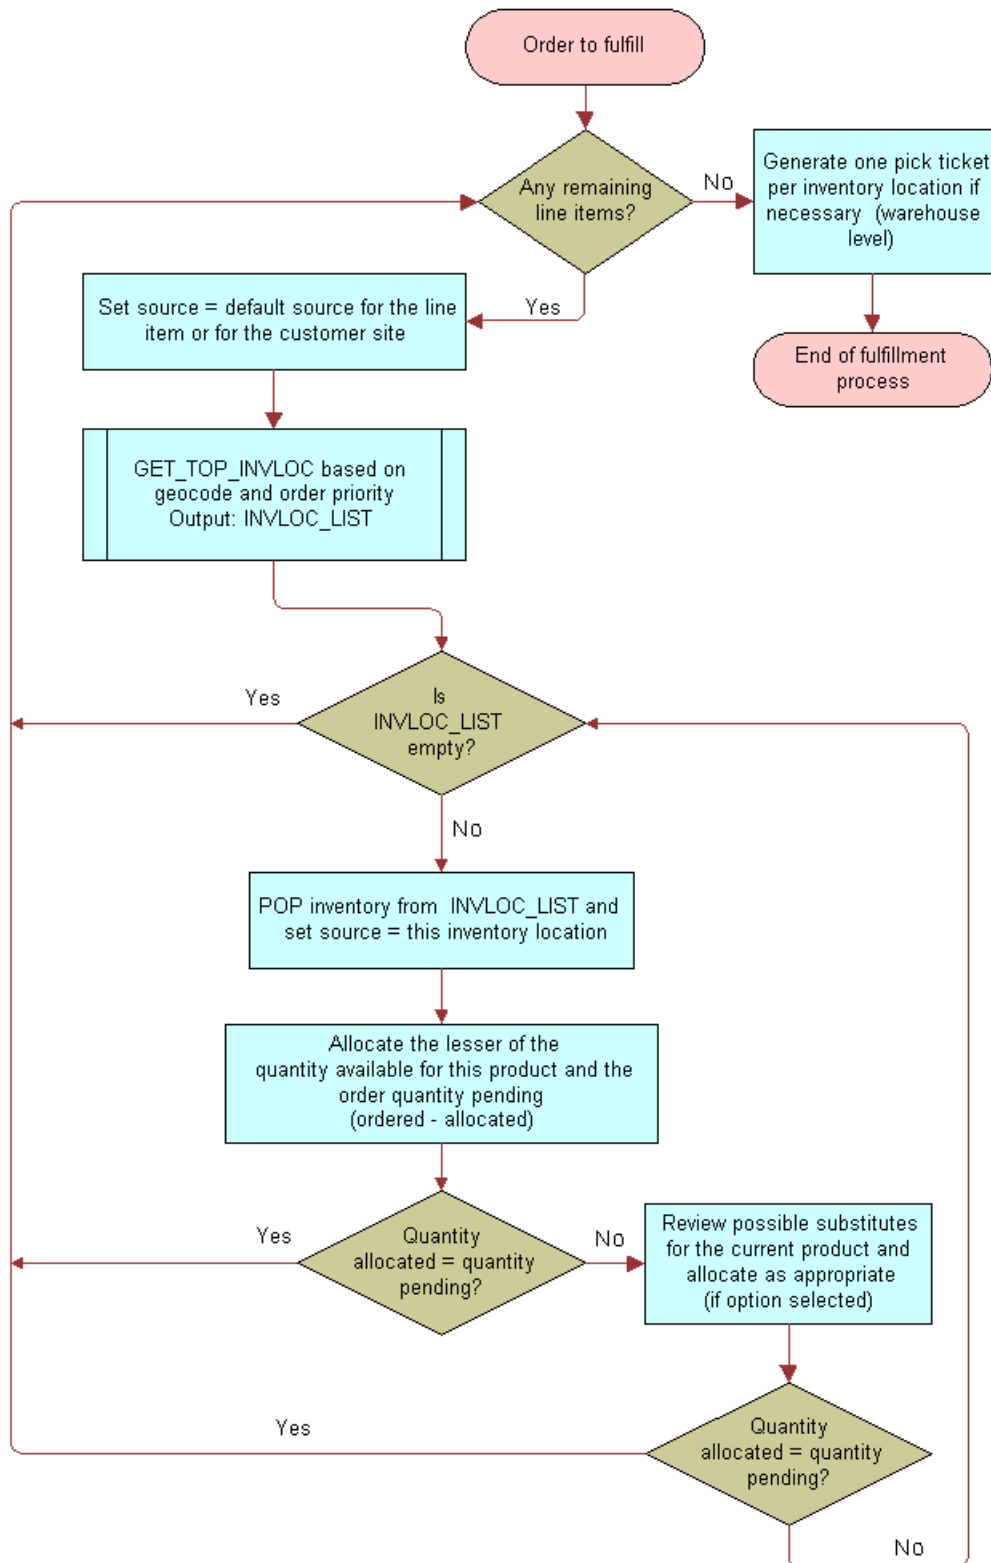 Order to fulfill
Any remaining
line items?
No
Generate one pick ticket
per inventory location if
necessary (warehouse
level)
Yes
Set source = default source for the line
item or for the customer site
End of fulfillment
process
GET_TOP_INVLOC based on
geocode and order priority
Output: INVLOC_LIST
Yes
Is
INVLOC_LIST
empty?
No
POP inventory from INVLOC_LIST and
set source = this inventory location
Allocate the lesser of the
quantity available for this product and the
order quantity pending
(ordered - allocated)
Yes
Quantity
allocated = quantity
pending?
No
Review possible substitutes
for the current product and
allocate as appropriate
(if option selected)
Yes
Quantity
allocated = quantity
pending?
No